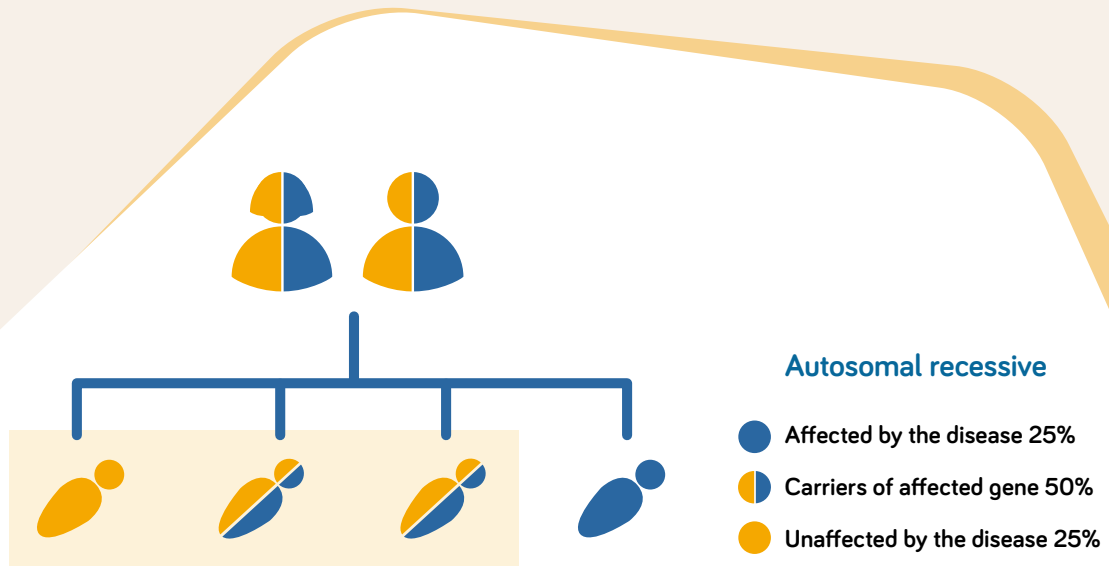 Autosomal recessive
Affected by the disease 25%
Carriers of affected gene 50%
Unaffected by the disease 25%